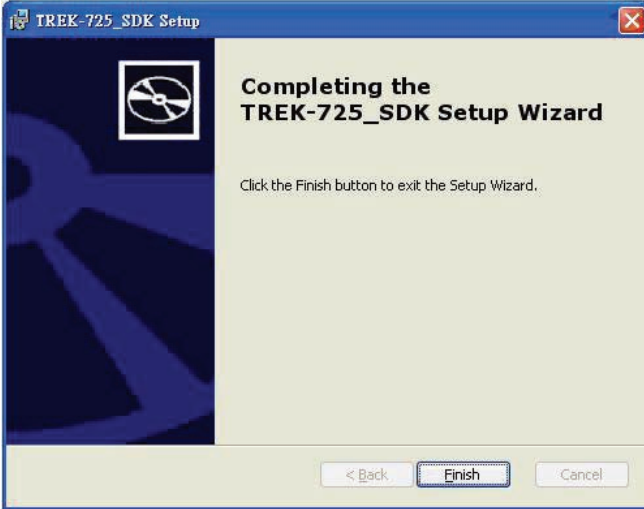 TREK-725_SDK Setup
Completing the
TREK-725_SDK Setup Wizard
Click the Finish button to exit the Setup Wizard.
< Back
Finish
Cancel